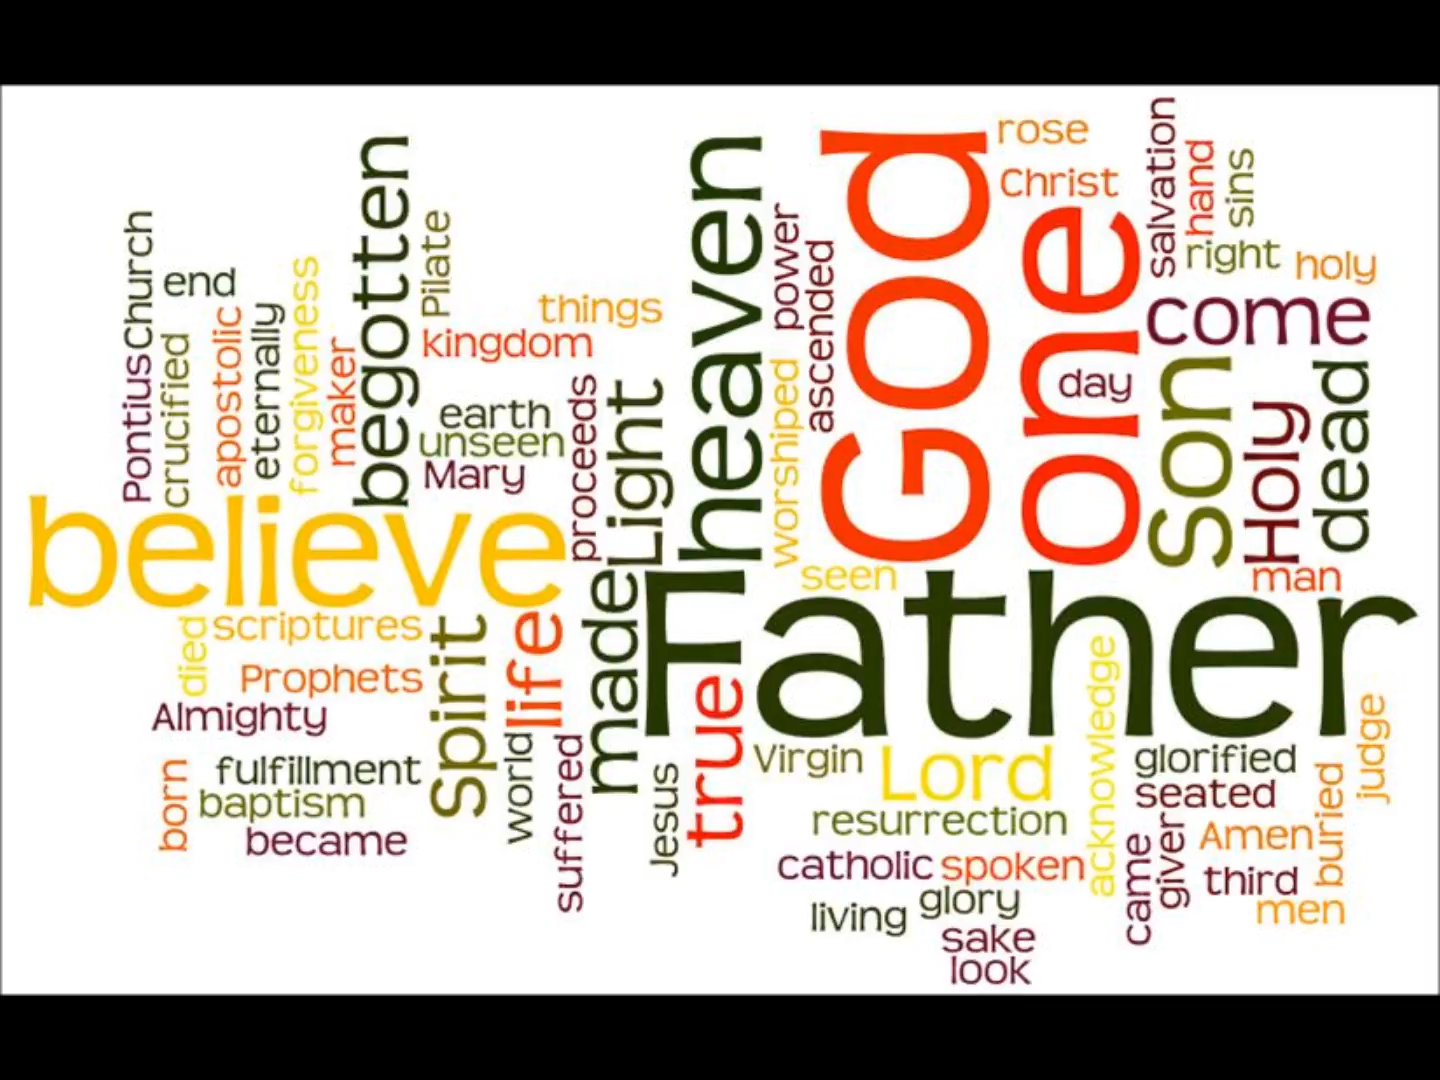 Church
Pontius
end
crucified
apostolic
eternally
forgiveness
maker
begotten
Pilate
things
kingdom
earth
unseen
Mary
proceeds
Light
heaven
power
ascended
worshiped
God
rose
Christ
one
day
salvation
hand
sins
right
holy
come
Son
Holy
dead
man
believe
seen
Father
died
scriptures
Prophets
Almighty
Spirit
life
made
true
born
fulfillment
baptism
became
world
suffered
Jesus
Virgin
Lord
acknowledge
glorified
seated
judge
resurrection
Amen
buried
catholic
spoken
came
giver
third
men
living
glory
sake
look